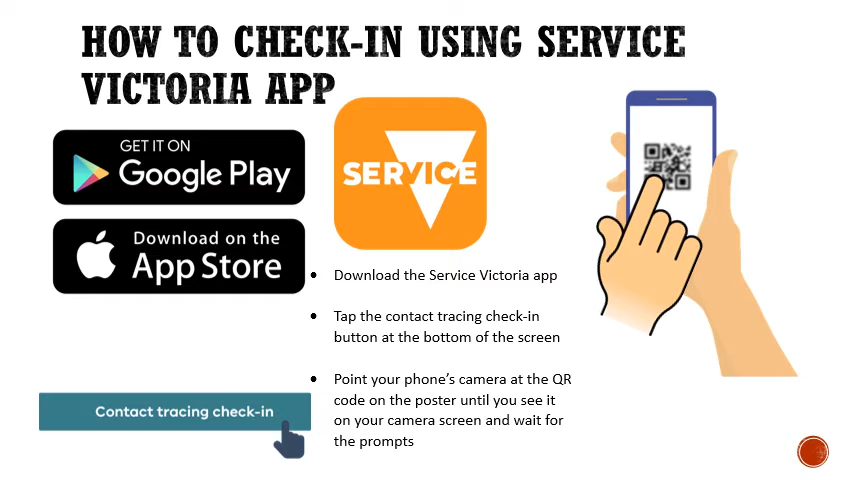 HOW TO CHECK-IN USING SERVICE
VICTORIA APP
GET IT ON
Google Play
Download on the
App Store
SERVICE
VIC
• Download the Service Victoria app
• Tap the contact tracing check-in
button at the bottom of the screen
• Point your phone’s camera at the QR
code on the poster until you see it
on your camera screen and wait for
the prompts
Contact tracing check-in